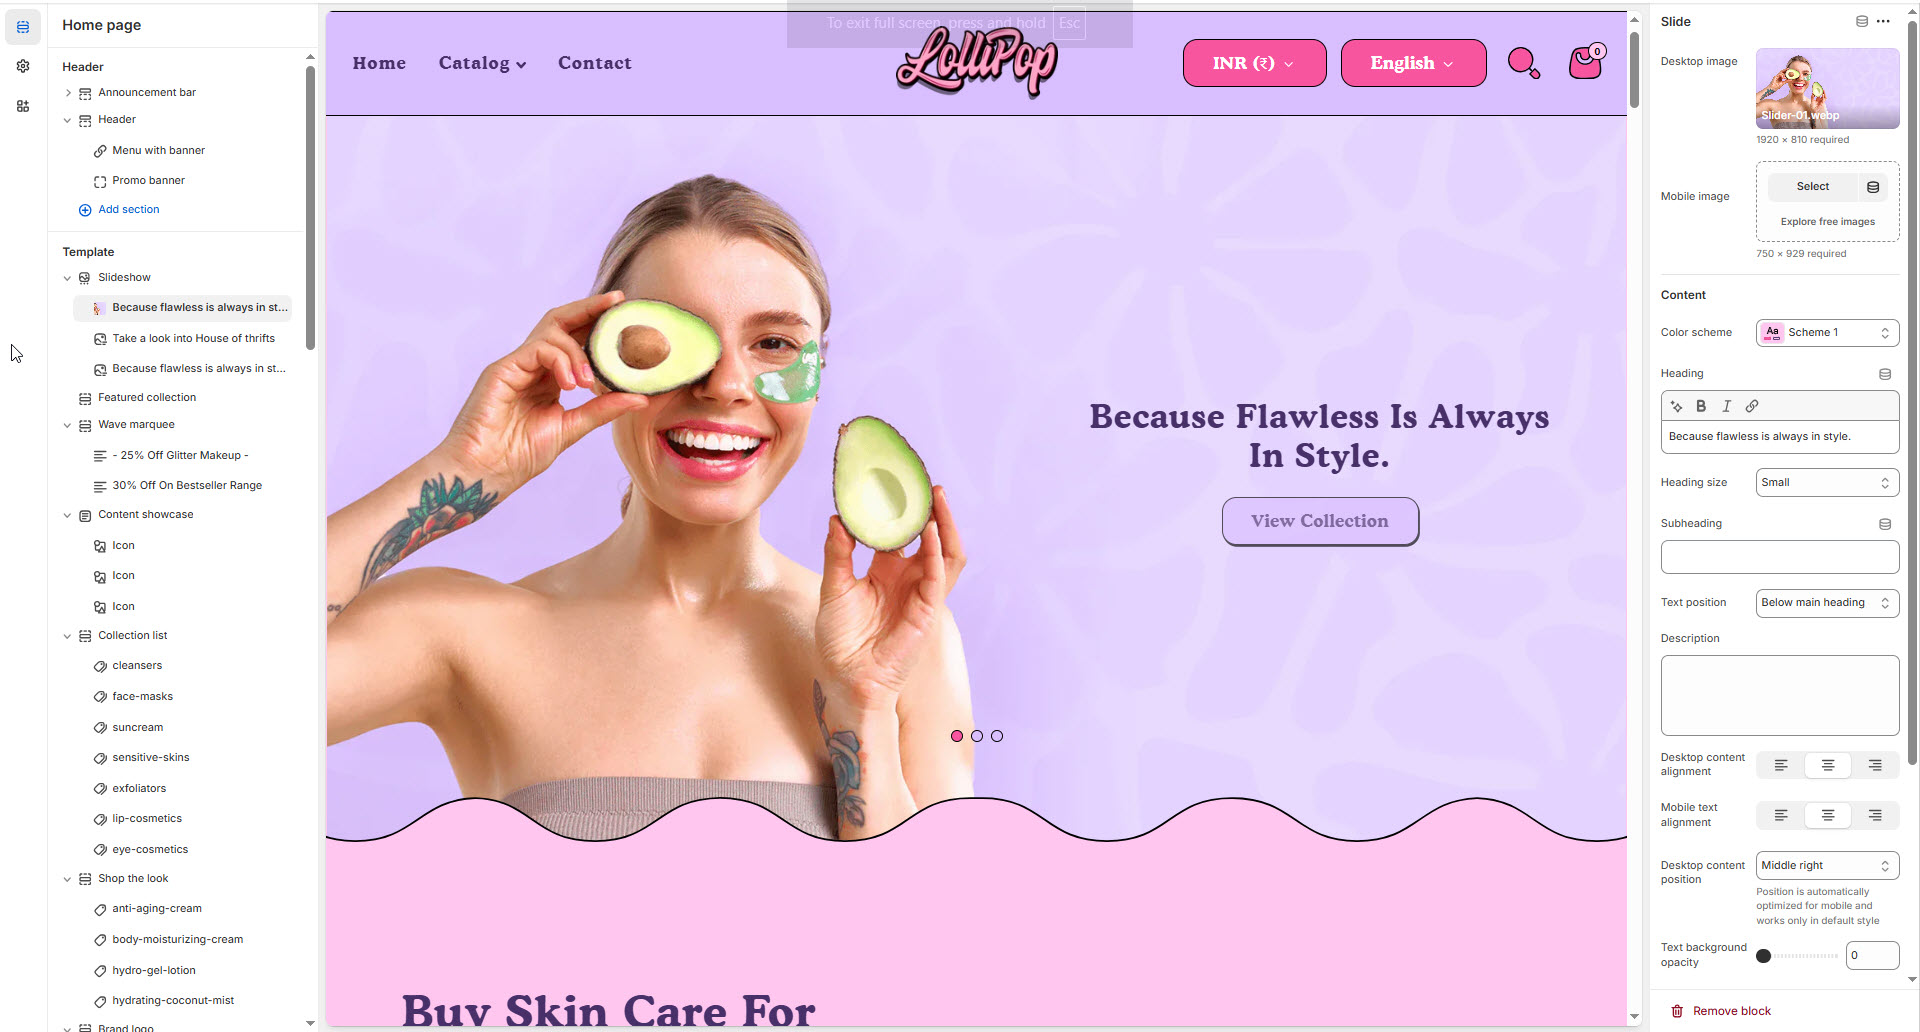 Home page
Header
Announcement bar
Header
Menu with banner
Promo banner
Add section
Template
Slideshow
Because flawless is always in st...
Take a look into House of thrifts
Because flawless is always in st...
Featured collection
Wave marquee
- 25% Off Glitter Makeup -
30% Off On Bestseller Range
Content showcase
Icon
Icon
Icon
Collection list
cleansers
face-masks
suncream
sensitive-skins
exfoliators
lip-cosmetics
eye-cosmetics
Shop the look
anti-aging-cream
body-moisturizing-cream
hydro-gel-lotion
hydrating-coconut-mist
Brand logo
To exit full screen, press and hold Esc
Home
Catalog
Contact
LolliPop
INR (₹)
English
0
Because Flawless Is Always
In Style.
View Collection
Buy Skin Care For
Slide
Desktop image
Slider-01.webp
1920 × 810 required
Mobile image
Select
Explore free images
750 × 929 required
Content
Color scheme
Aa
Scheme 1
Heading
B I
Because flawless is always in style.
Heading size
Small
Subheading
Text position
Below main heading
Description
Desktop content
alignment
Mobile text
alignment
Desktop content
position
Middle right
Position is automatically
optimized for mobile and
works only in default style
Text background
opacity
0
Remove block